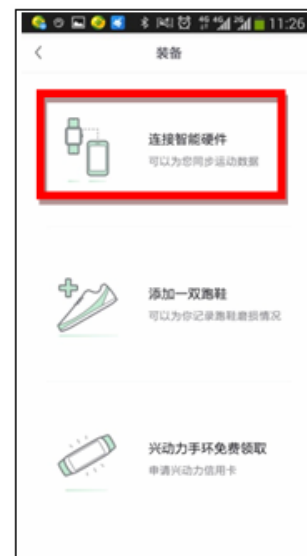 11:26
装备
连接智能硬件
可以为您同步运动数据
添加一双跑鞋
可以为你记录跑鞋磨损情况
兴动力手环免费领取
申请兴动力信用卡